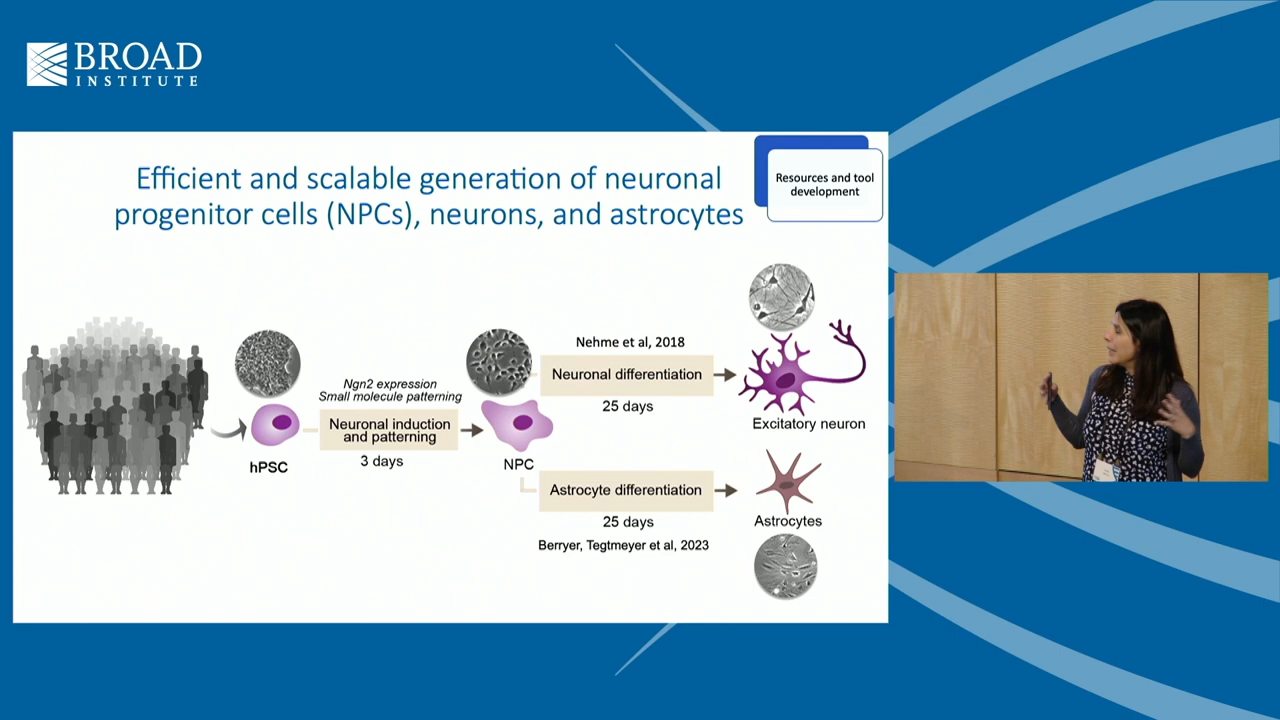 BROAD
INSTITUTE
Efficient and scalable generation of neuronal
progenitor cells (NPCs), neurons, and astrocytes
Resources and tool
development
Ngn2 expression
Small molecule patterning
Neuronal induction
and patterning
3 days
hPSC
NPC
Nehme et al, 2018
Neuronal differentiation
25 days
Excitatory neuron
Astrocyte differentiation
25 days
Astrocytes
Berryer, Tegtmeyer et al, 2023